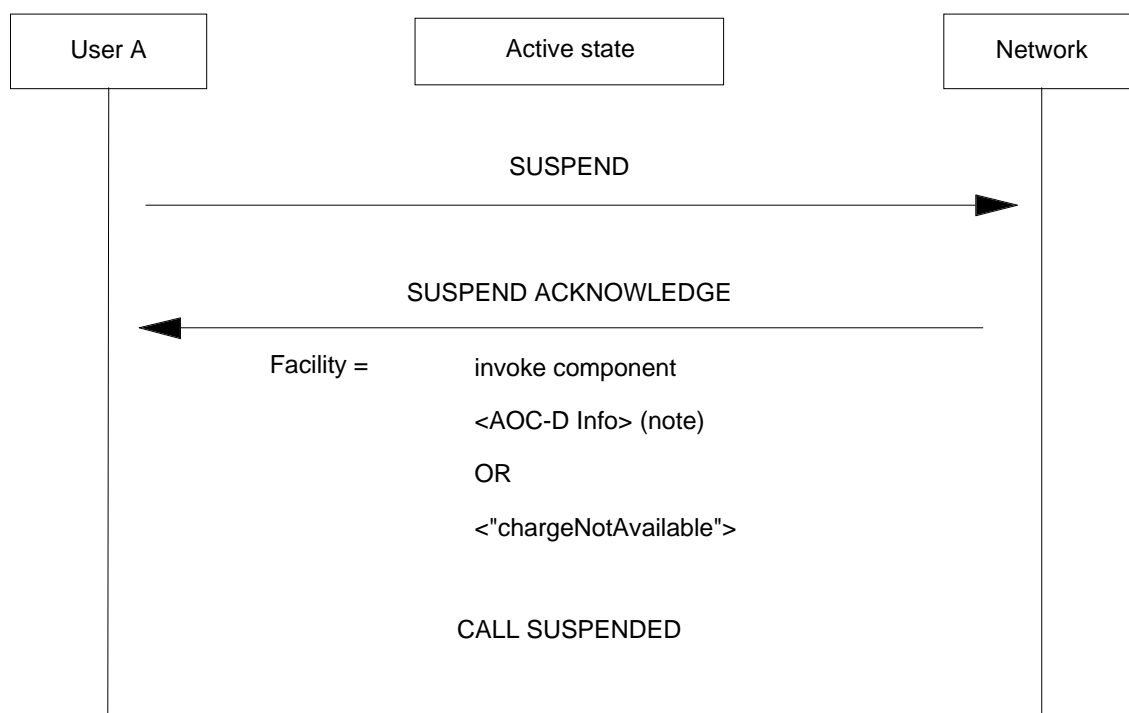 User A
Active state
Network
SUSPEND
SUSPEND ACKNOWLEDGE
Facility = invoke component
<AOC-D Info> (note)
OR
<"chargeNotAvailable">
CALL SUSPENDED